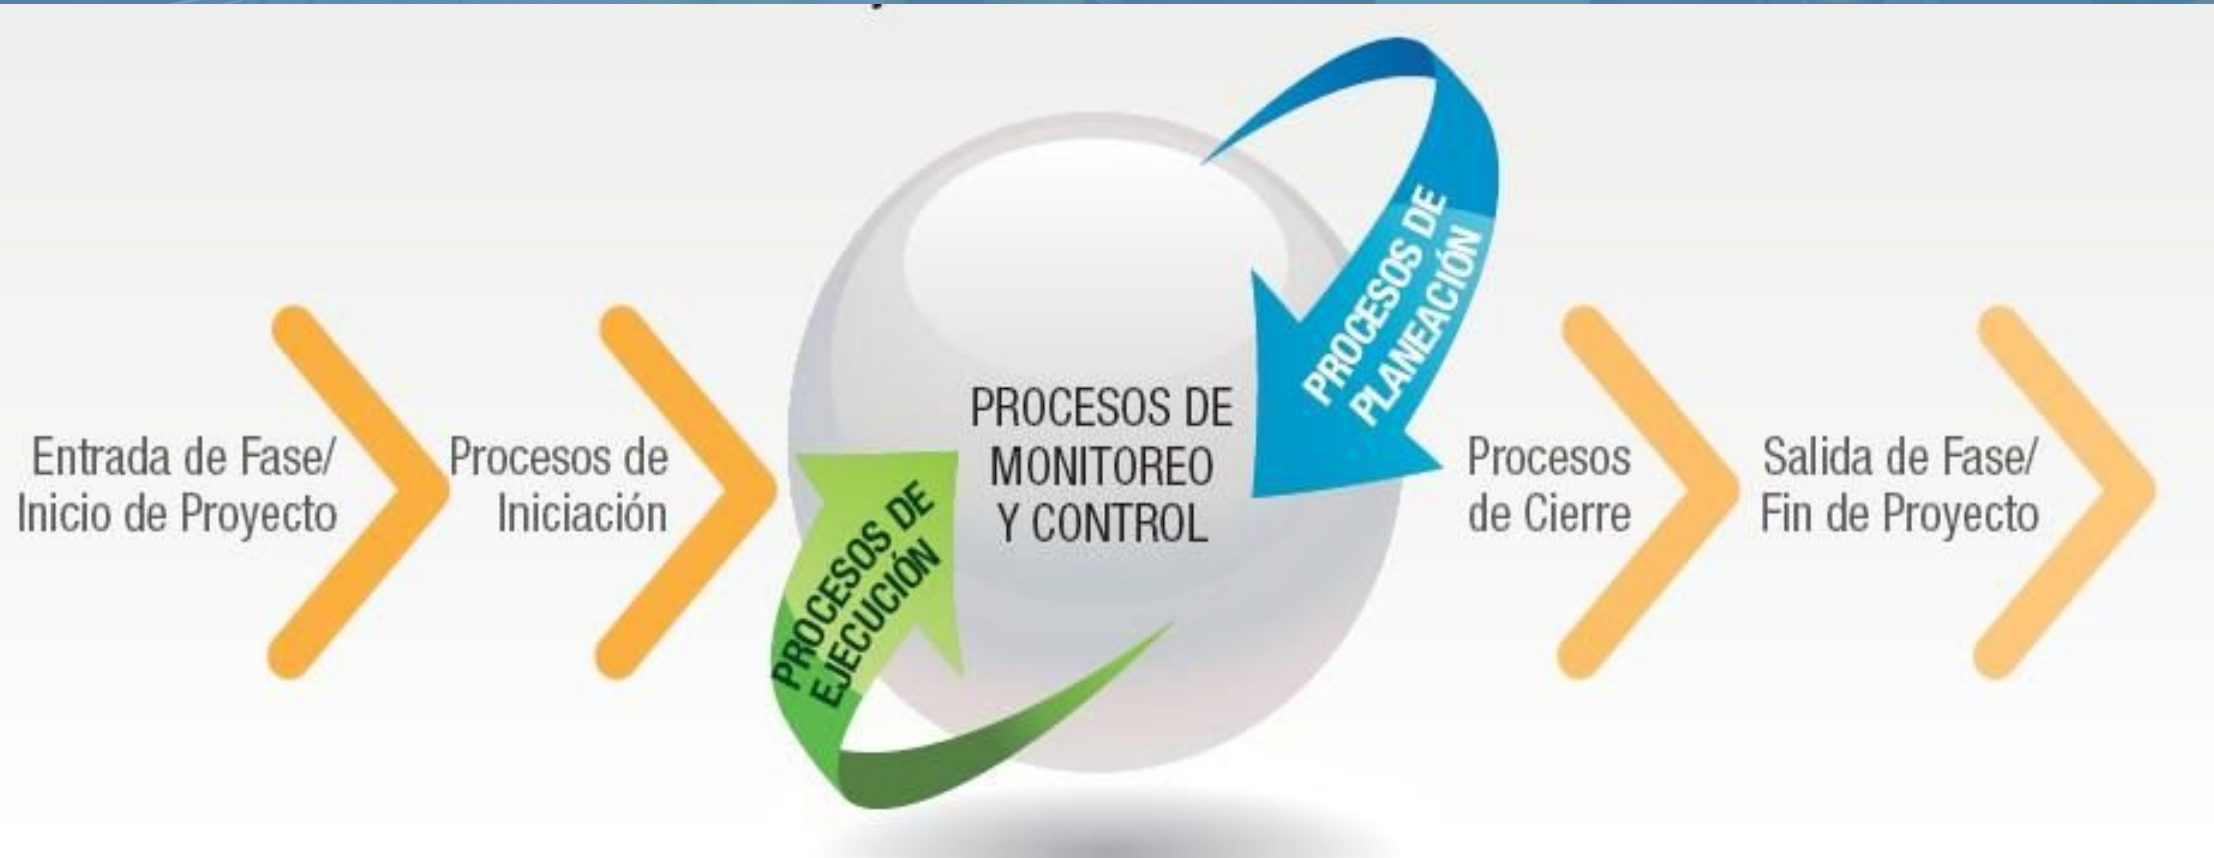 Entrada de Fase/
Inicio de Proyecto
Procesos de
Iniciación
PROCESOS DE
EJECUCIÓN
PROCESOS DE
MONITOREO
Y CONTROL
PROCESOS DE
PLANEACIÓN
Procesos
de Cierre
Salida de Fase/
Fin de Proyecto